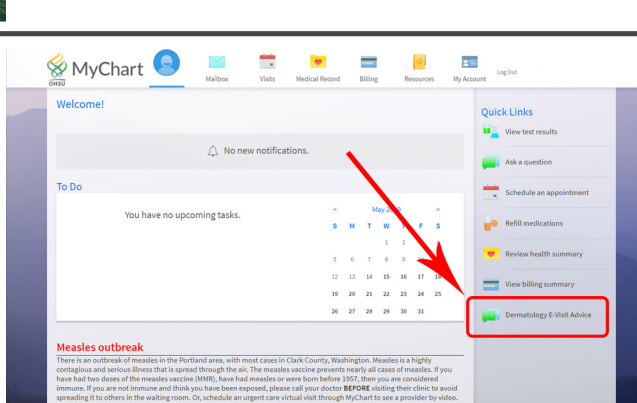 OHSU
MyChart
Mailbox
Visits
Medical Record
Billing
Resources
My Account
Log Out
Welcome!
No new notifications.
To Do
You have no upcoming tasks.
< May >
S M T W F S
1 2
5 6 7 8 9
12 13 14 15 16 17 18
19 20 21 22 23 24 25
26 27 28 29 30 31
Quick Links
View test results
Ask a question
Schedule an appointment
Refill medications
Review health summary
View billing summary
Dermatology E-Visit Advice
Measles outbreak
There is an outbreak of measles in the Portland area, with most cases in Clark County, Washington. Measles is a highly
contagious and serious illness that is spread through the air. The measles vaccine prevents nearly all cases of measles. If you
have had two doses of the measles vaccine (MMR), have had measles or were born before 1957, then you are considered
immune. If you are not immune and think you have been exposed, please call your doctor BEFORE visiting their clinic to avoid
spreading it to others in the waiting room. Or, schedule an urgent care virtual visit through MyChart to see a provider by video.